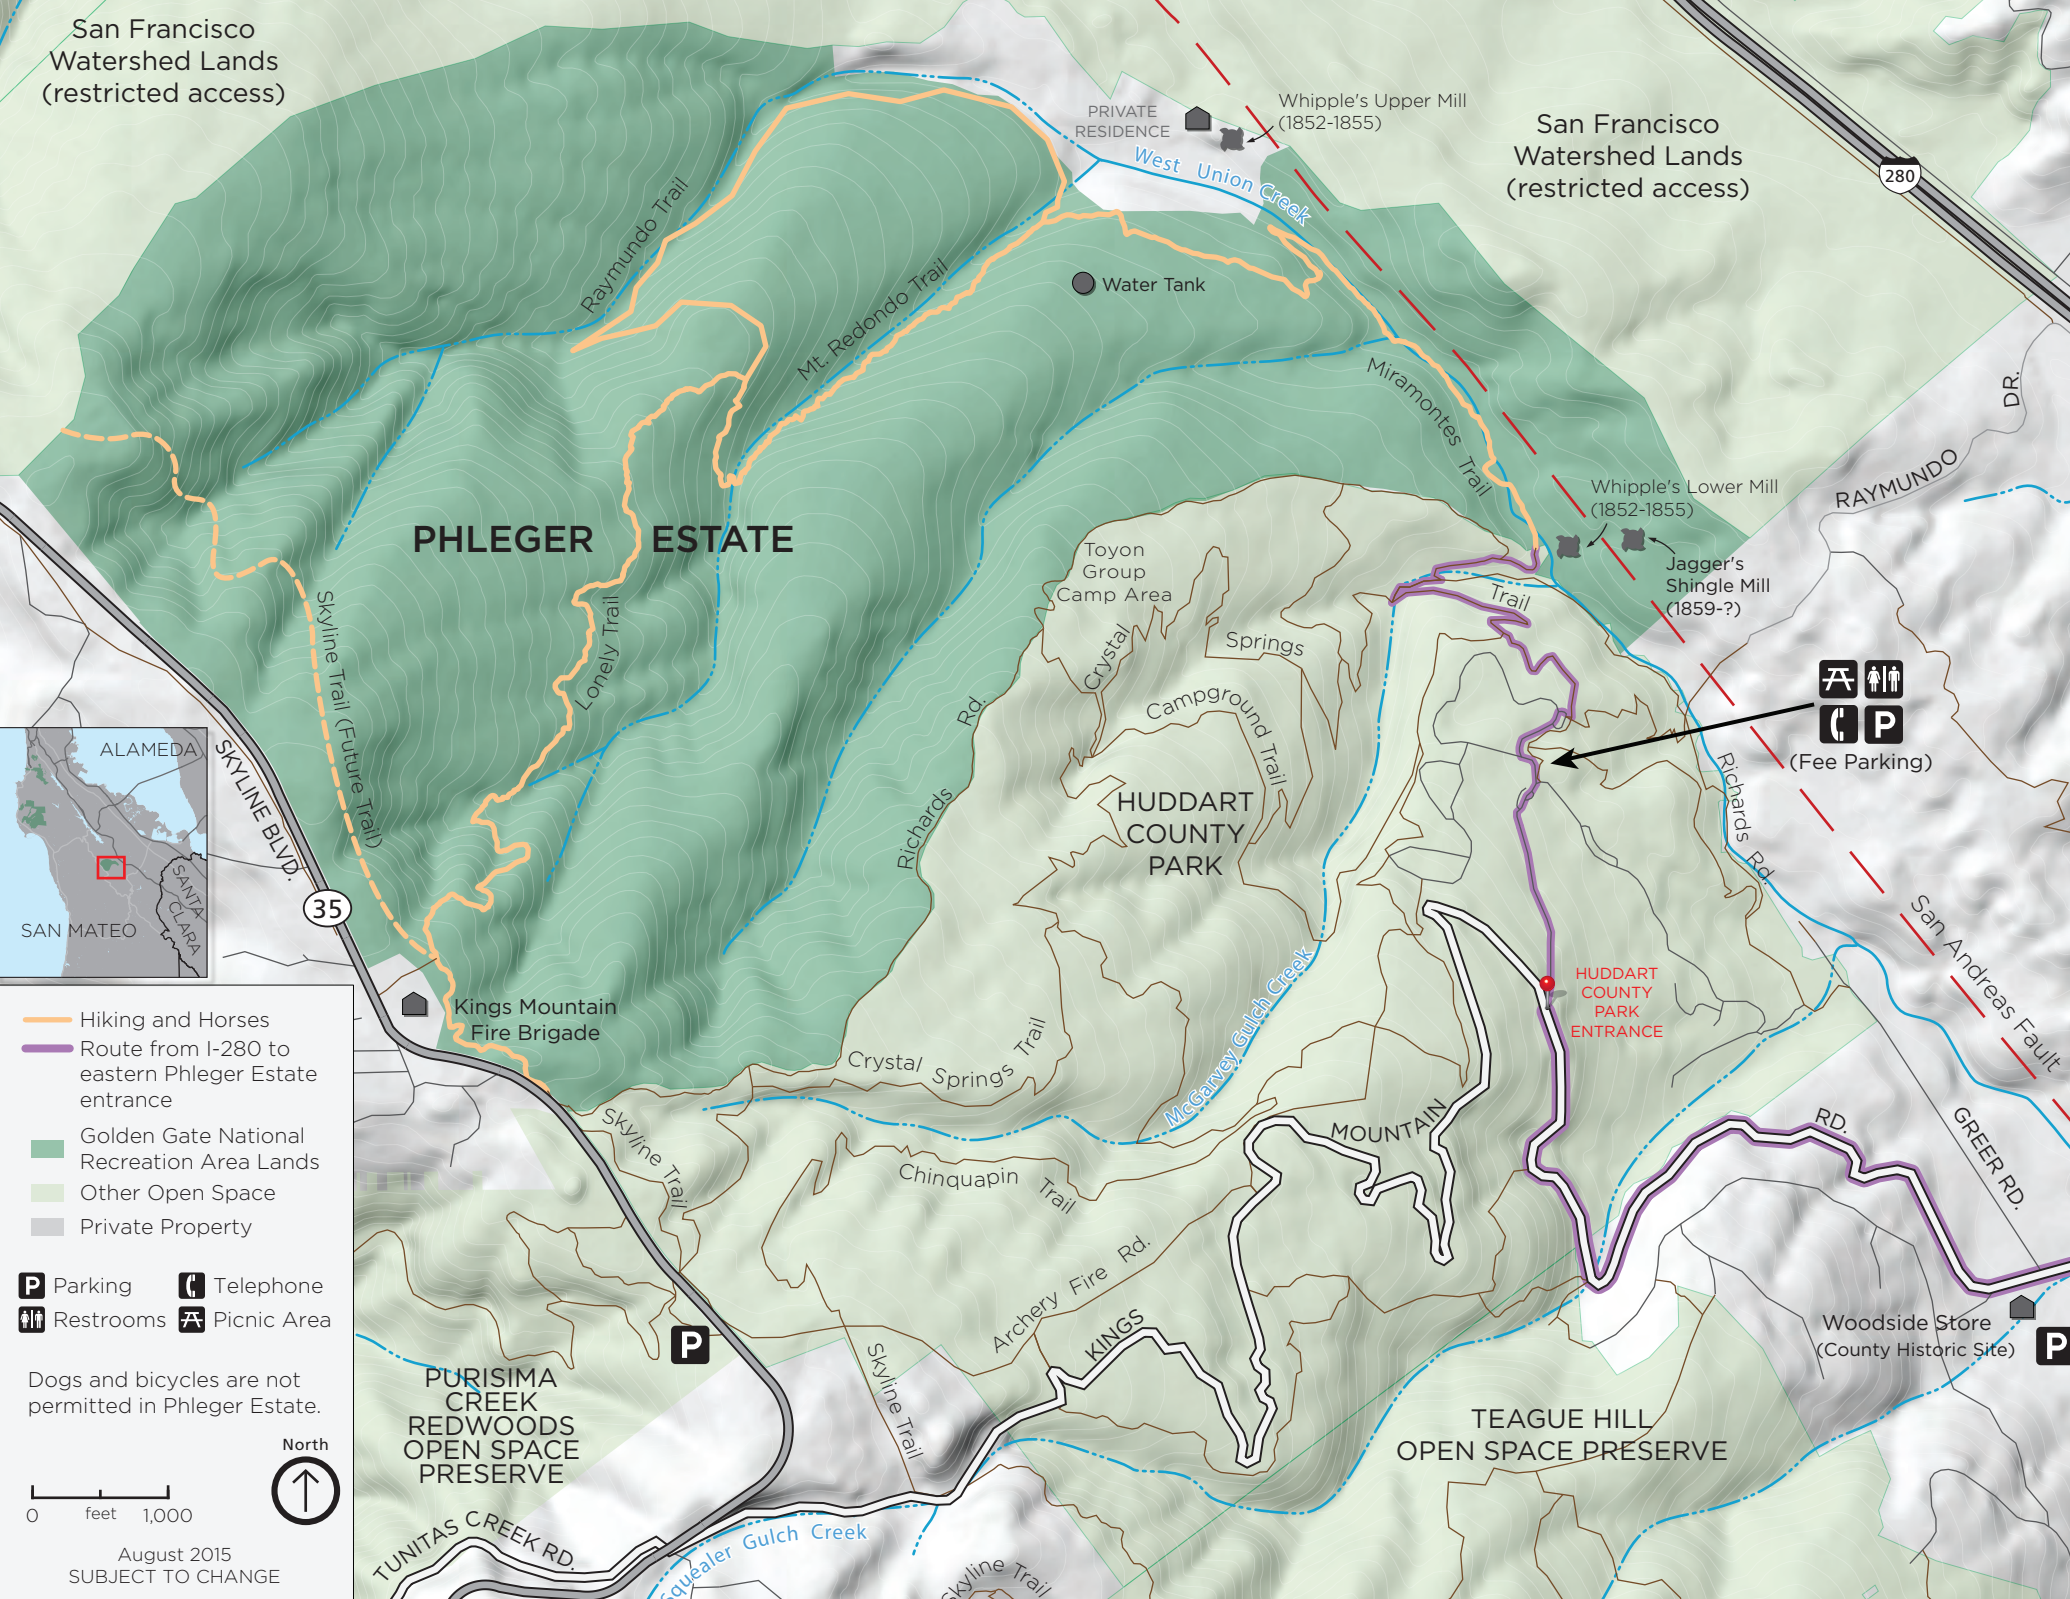 San Francisco
Watershed Lands
(restricted access)
PRIVATE
RESIDENCE
Whipple's Upper Mill
(1852-1855)
San Francisco
Watershed Lands
(restricted access)
280
West Union Creek
Raymundo Trail
Mt. Redondo Trail
Water Tank
Miramontes Trail
DR.
RAYMUNDO
Whipple's Lower Mill
(1852-1855)
Jagger's
Shingle Mill
(1859-?)
PHLEGER ESTATE
Toyon
Group
Camp Area
Trail
Crystal
Springs
Skyline Trail (Future Trail)
Lonely Trail
Rd.
Campground Trail
P
(Fee Parking)
Richards Rd.
Richards
HUDDART
COUNTY
PARK
ALAMEDA
SANTA
CLARA
SAN MATEO
SKYLINE BLVD.
35
San Andreas Fault
McGarvey Gulch Creek
HUDDART
COUNTY
PARK
ENTRANCE
Kings Mountain
Fire Brigade
Crystal Springs Trail
Hiking and Horses
Route from I-280 to
eastern Phleger Estate
entrance
Golden Gate National
Recreation Area Lands
Other Open Space
Private Property
P Parking
Telephone
Restrooms
Picnic Area
Dogs and bicycles are not
permitted in Phleger Estate.
North
0 feet 1,000
August 2015
SUBJECT TO CHANGE
Skyline Trail
MOUNTAIN
RD.
GREER RD.
Chinquapin Trail
Archery Fire Rd.
KINGS
Woodside Store
(County Historic Site)
P
P
Skyline Trail
PURISIMA
CREEK
REDWOODS
OPEN SPACE
PRESERVE
TEAGUE HILL
OPEN SPACE PRESERVE
TUNITAS CREEK RD.
Squealer Gulch Creek
Skyline Trail